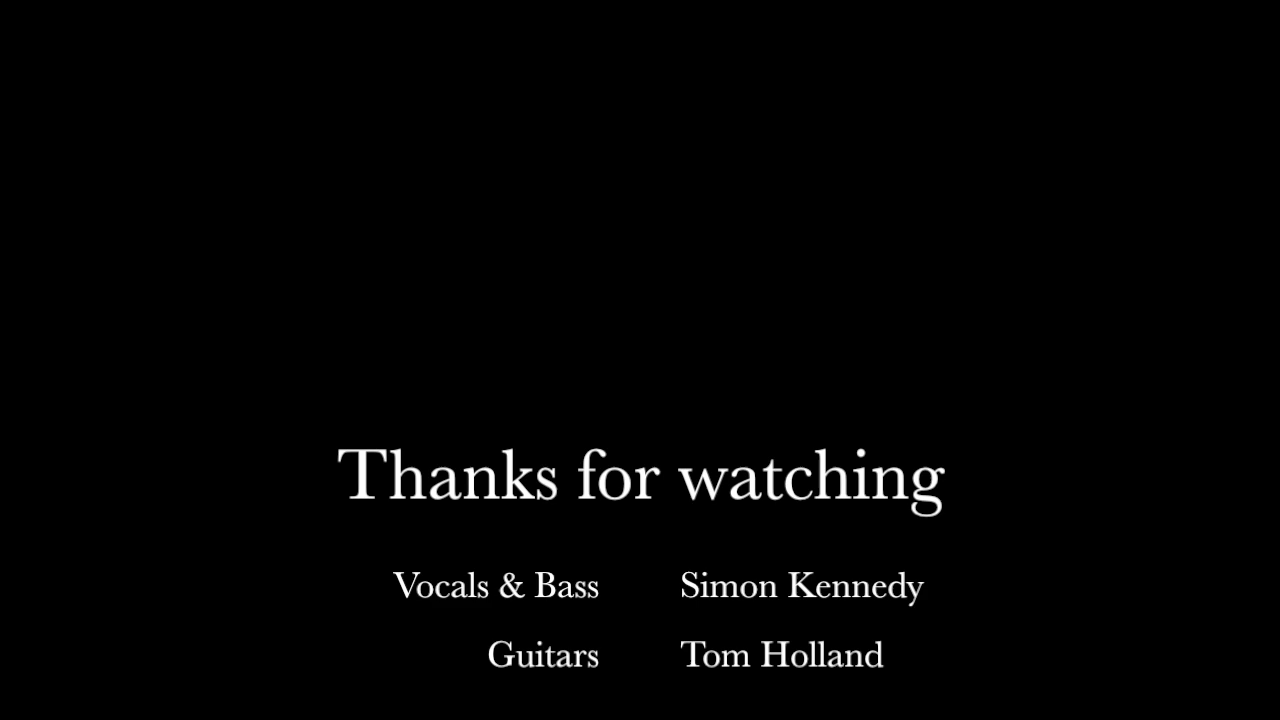 Thanks for watching
Vocals & Bass Simon Kennedy
Guitars Tom Holland